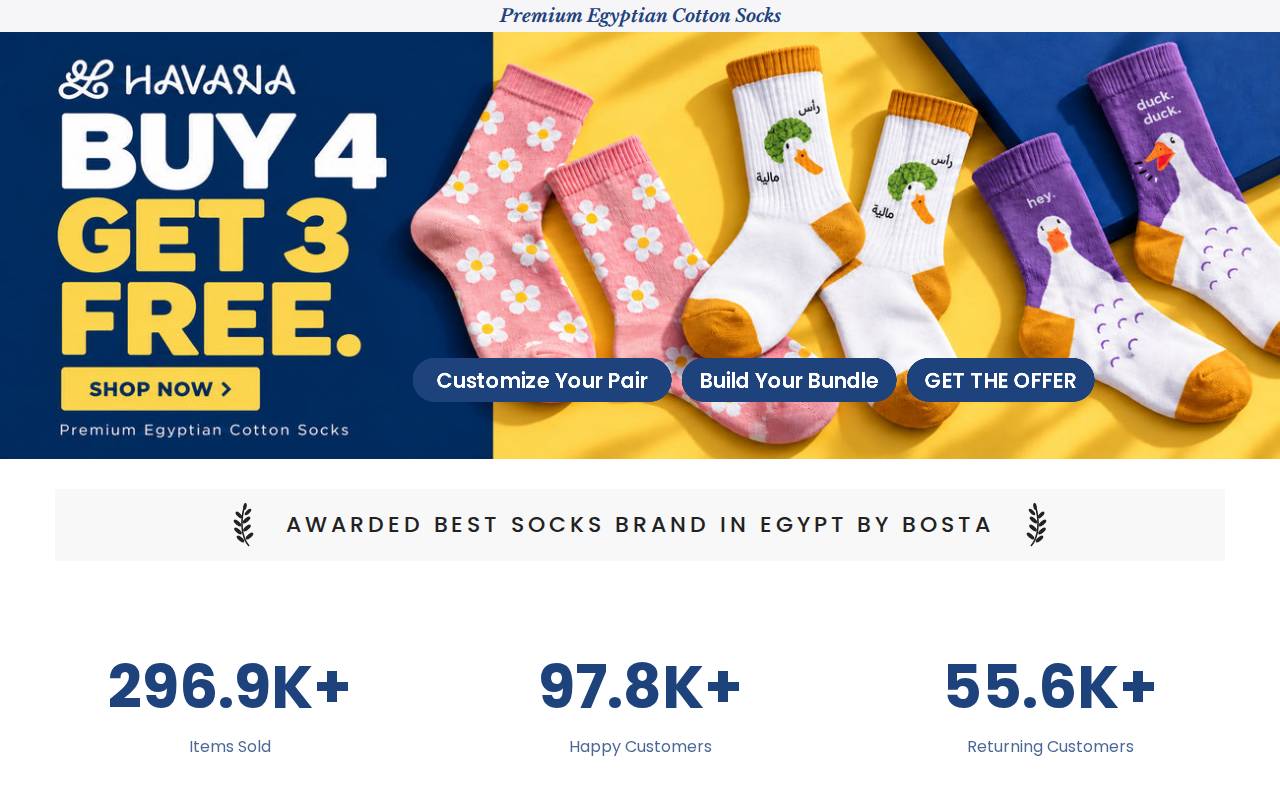 Premium Egyptian Cotton Socks
HAVANA
BUY 4
GET 3
FREE.
SHOP NOW >
Premium Egyptian Cotton Socks
رأس
مالية
رأس
مالية
hey.
duck.
duck.
Customize Your Pair
Build Your Bundle
GET THE OFFER
AWARDED BEST SOCKS BRAND IN EGYPT BY BOSTA
296.9K+
97.8K+
55.6K+
Items Sold
Happy Customers
Returning Customers